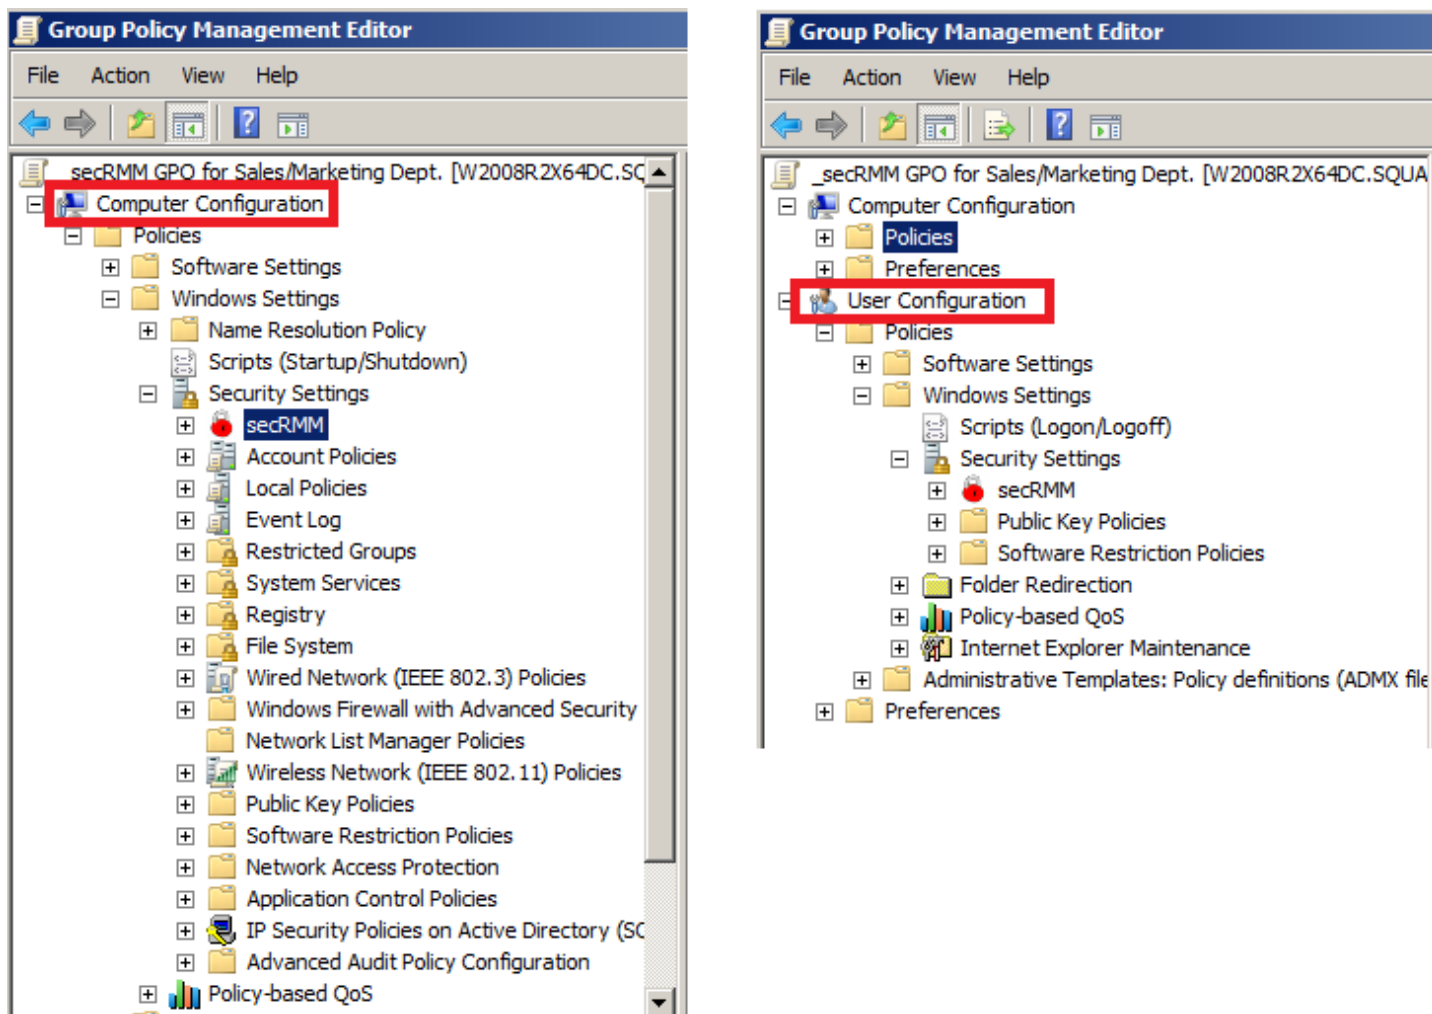 Group Policy Management Editor
File Action View Help
_secRMM GPO for Sales/Marketing Dept. [W2008R2X64DC.SQ
Computer Configuration
Policies
Software Settings
Windows Settings
Name Resolution Policy
Scripts (Startup/Shutdown)
Security Settings
secRMM
Account Policies
Local Policies
Event Log
Restricted Groups
System Services
Registry
File System
Wired Network (IEEE 802.3) Policies
Windows Firewall with Advanced Security
Network List Manager Policies
Wireless Network (IEEE 802.11) Policies
Public Key Policies
Software Restriction Policies
Network Access Protection
Application Control Policies
IP Security Policies on Active Directory (SC
Advanced Audit Policy Configuration
Policy-based QoS
Group Policy Management Editor
File Action View Help
_secRMM GPO for Sales/Marketing Dept. [W2008R2X64DC.SQUA
Computer Configuration
Policies
Preferences
User Configuration
Policies
Software Settings
Windows Settings
Scripts (Logon/Logoff)
Security Settings
secRMM
Public Key Policies
Software Restriction Policies
Folder Redirection
Policy-based QoS
Internet Explorer Maintenance
Administrative Templates: Policy definitions (ADMX file
Preferences